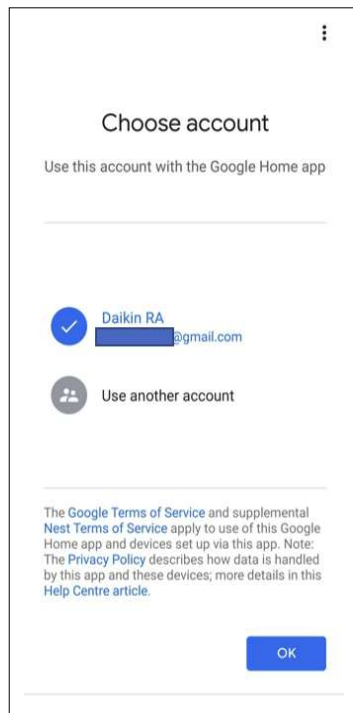 Choose account
Use this account with the Google Home app
Daikin RA
@gmail.com
Use another account
The Google Terms of Service and supplemental
Nest Terms of Service apply to use of this Google
Home app and devices set up via this app. Note:
The Privacy Policy describes how data is handled
by this app and these devices; more details in this
Help Centre article.
OK